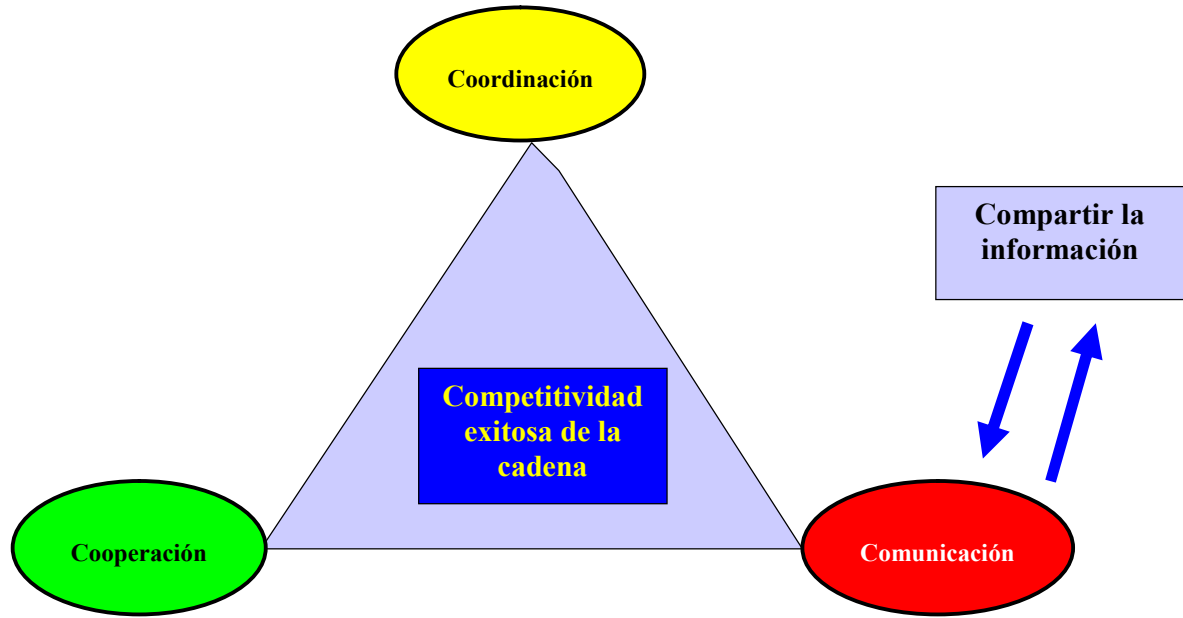 Coordinación
Compartir la
información
Competitividad
exitosa de la
cadena
Cooperación
Comunicación